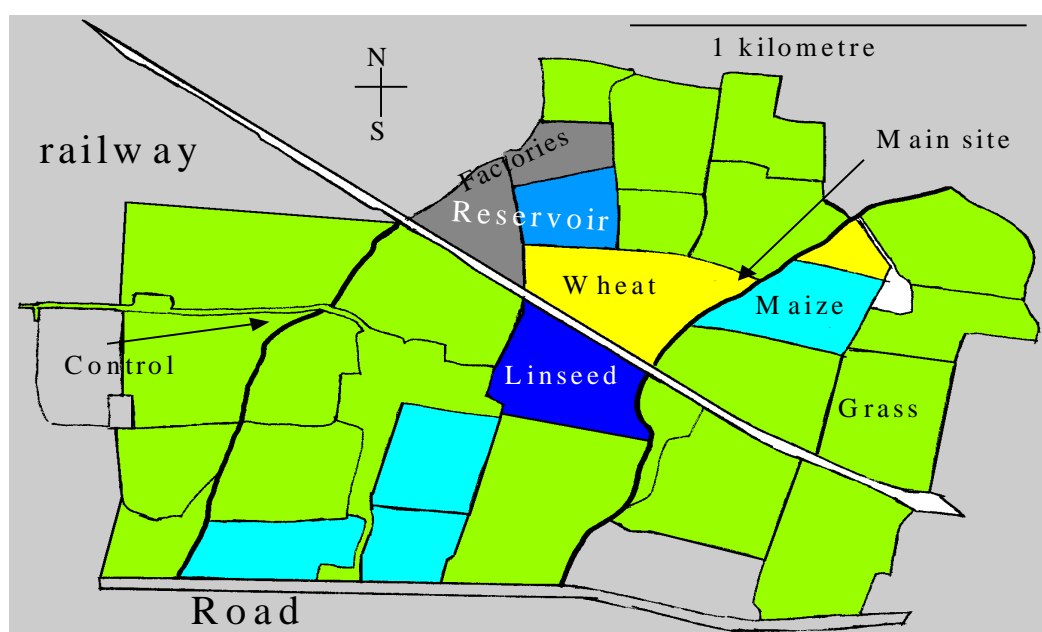 1 kilometre
N
S
Main site
railway
Factories
Reservoir
Wheat
Maize
Control
Linseed
Grass
Road